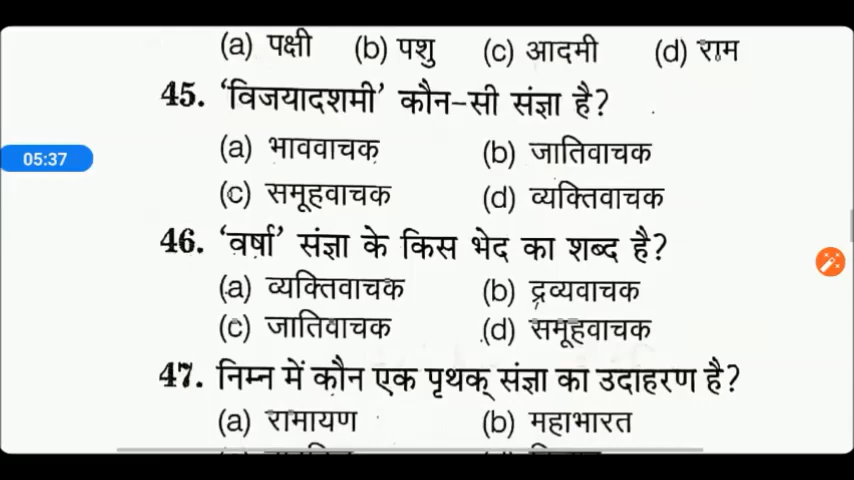 (a) पक्षी (b) पशु (c) आदमी (d) राम
45. ‘विजयादशमी’ कौन-सी संज्ञा है?
(a) भाववाचक (b) जातिवाचक
05:37
(c) समूहवाचक (d) व्यक्तिवाचक
46. ‘वर्षा’ संज्ञा के किस भेद का शब्द है?
(a) व्यक्तिवाचक (b) द्रव्यवाचक
(c) जातिवाचक (d) समूहवाचक
47. निम्न में कौन एक पृथक् संज्ञा का उदाहरण है?
(a) रामायण (b) महाभारत